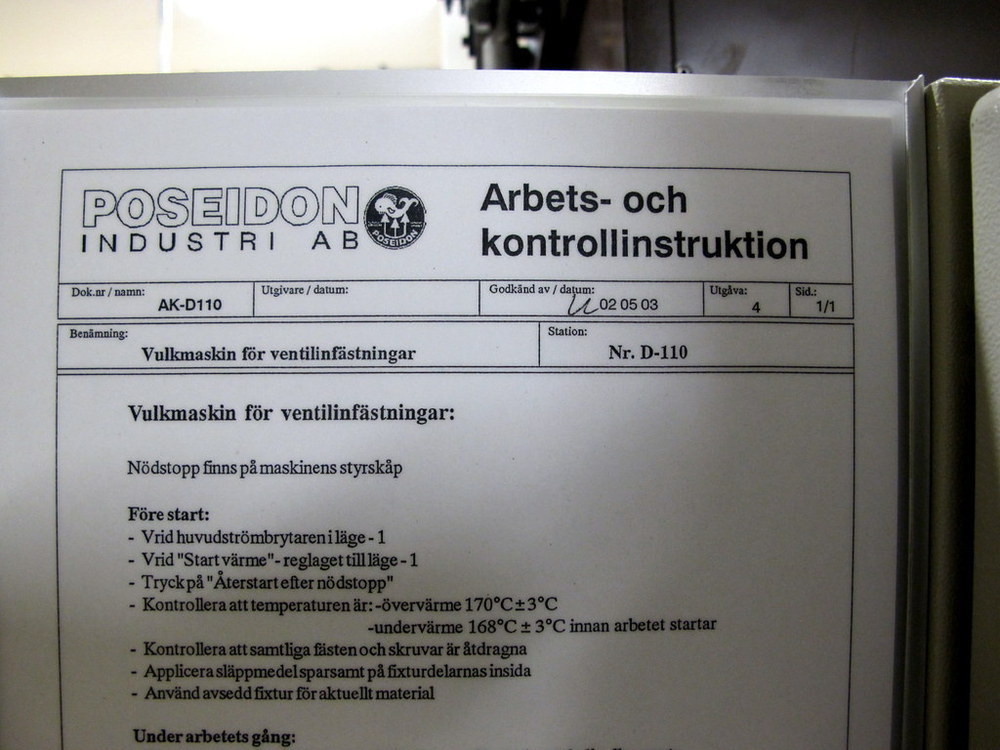 POSEIDON
INDUSTRI AB
POSEIDON
Arbets- och
kontrollinstruktion
Dok.nr / namn:
AK-D110
Utgivare / datum:
Godkänd av / datum:
02 05 03
Utgåva:
4
Sid.:
1/1
Benämning:
Vulkmaskin för ventilinfästningar
Station:
Nr. D-110
Vulkmaskin för ventilinfästningar:
Nödstopp finns på maskinens styrskåp
Före start:
- Vrid huvudströmbrytaren i läge - 1
- Vrid "Start värme"- reglaget till läge - 1
- Tryck på "Återstart efter nödstopp"
- Kontrollera att temperaturen är: -övervärme 170°C ± 3°C
-undervärme 168°C ± 3°C innan arbetet startar
- Kontrollera att samtliga fästen och skruvar är åtdragna
- Applicera släppmedel sparsamt på fixturdelarnas insida
- Använd avsedd fixtur för aktuellt material
Under arbetets gång: